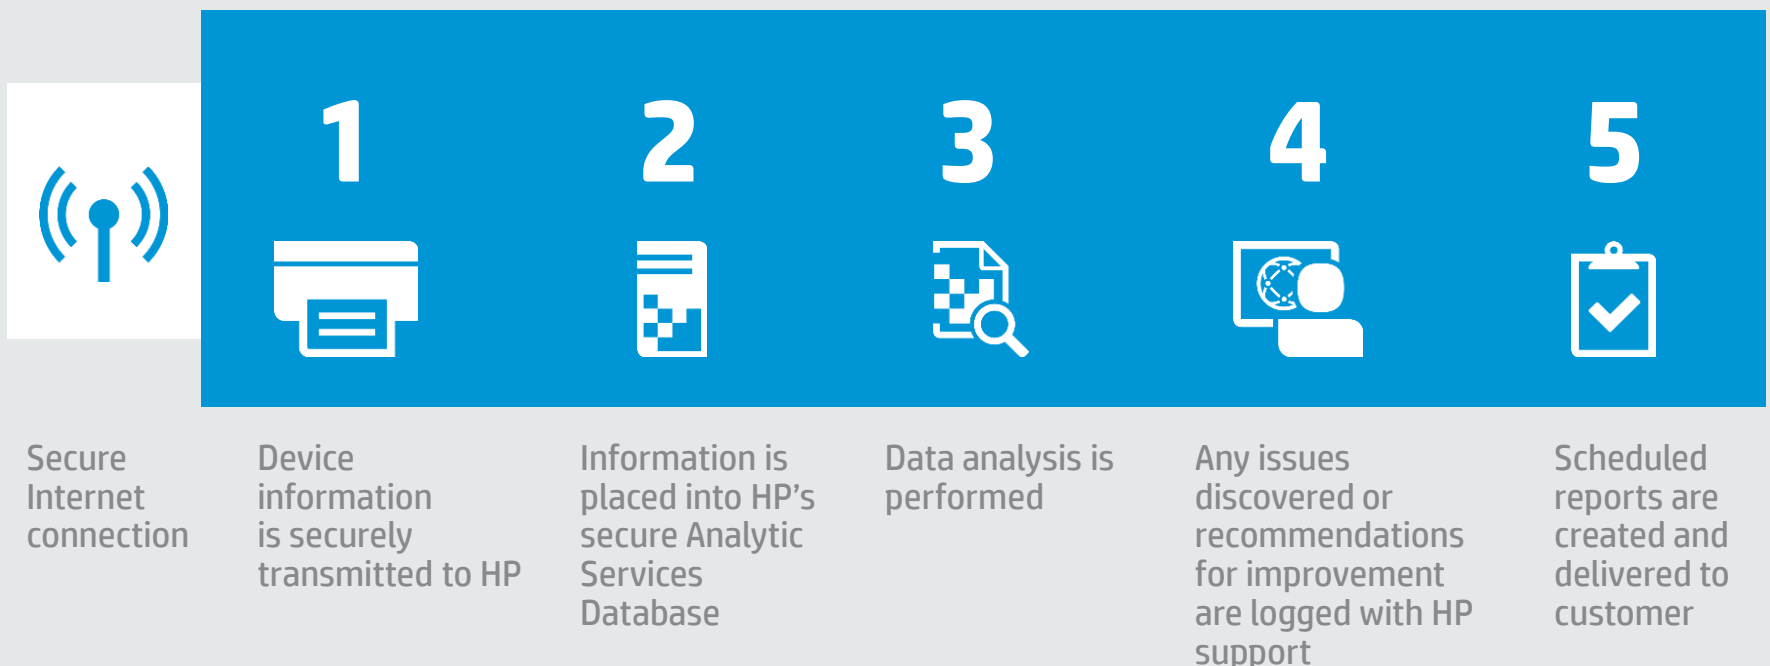 1
2
3
4
5
Secure
Internet
connection
Device
information
is securely
transmitted to HP
Information is
placed into HP’s
secure Analytic
Services
Database
Data analysis is
performed
Any issues
discovered or
recommendations
for improvement
are logged with HP
support
Scheduled
reports are
created and
delivered to
customer